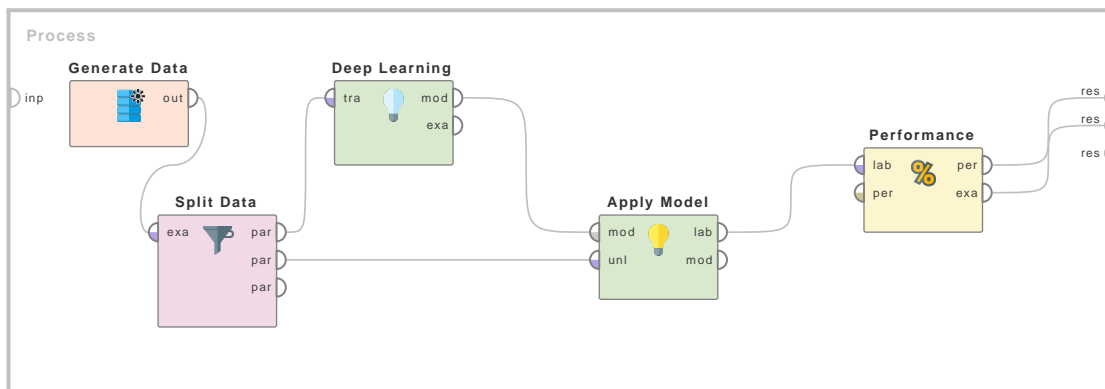 Process
inp
Generate Data
out
Deep Learning
tra
mod
exa
Split Data
exa
par
par
par
Apply Model
mod
lab
unl
mod
Performance
lab
per
per
exa
res
res
res